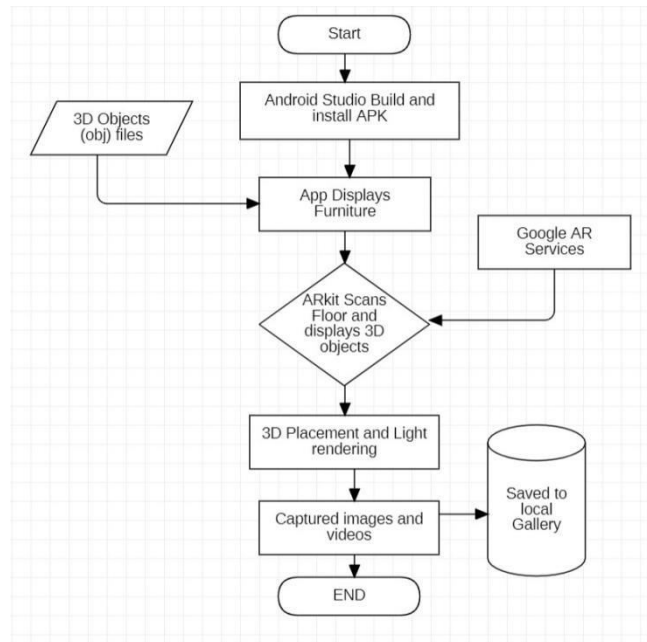 Start
Android Studio Build and
install APK
3D Objects
(obj) files
App Displays
Furniture
Google AR
Services
ARkit Scans
Floor and
displays 3D
objects
3D Placement and Light
rendering
Captured images and
videos
Saved to
local
Gallery
END